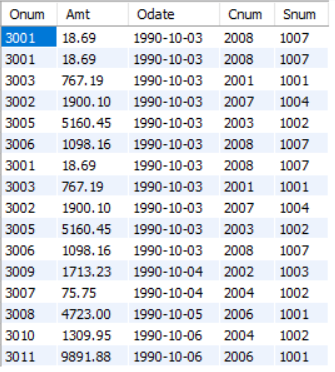 Onum Amt Odate Cnum Snum
3001 18.69 1990-10-03 2008 1007
3001 18.69 1990-10-03 2008 1007
3003 767.19 1990-10-03 2001 1001
3002 1900.10 1990-10-03 2007 1004
3005 5160.45 1990-10-03 2003 1002
3006 1098.16 1990-10-03 2008 1007
3001 18.69 1990-10-03 2008 1007
3003 767.19 1990-10-03 2001 1001
3002 1900.10 1990-10-03 2007 1004
3005 5160.45 1990-10-03 2003 1002
3006 1098.16 1990-10-03 2008 1007
3009 1713.23 1990-10-04 2002 1003
3007 75.75 1990-10-04 2004 1002
3008 4723.00 1990-10-05 2006 1001
3010 1309.95 1990-10-06 2004 1002
3011 9891.88 1990-10-06 2006 1001